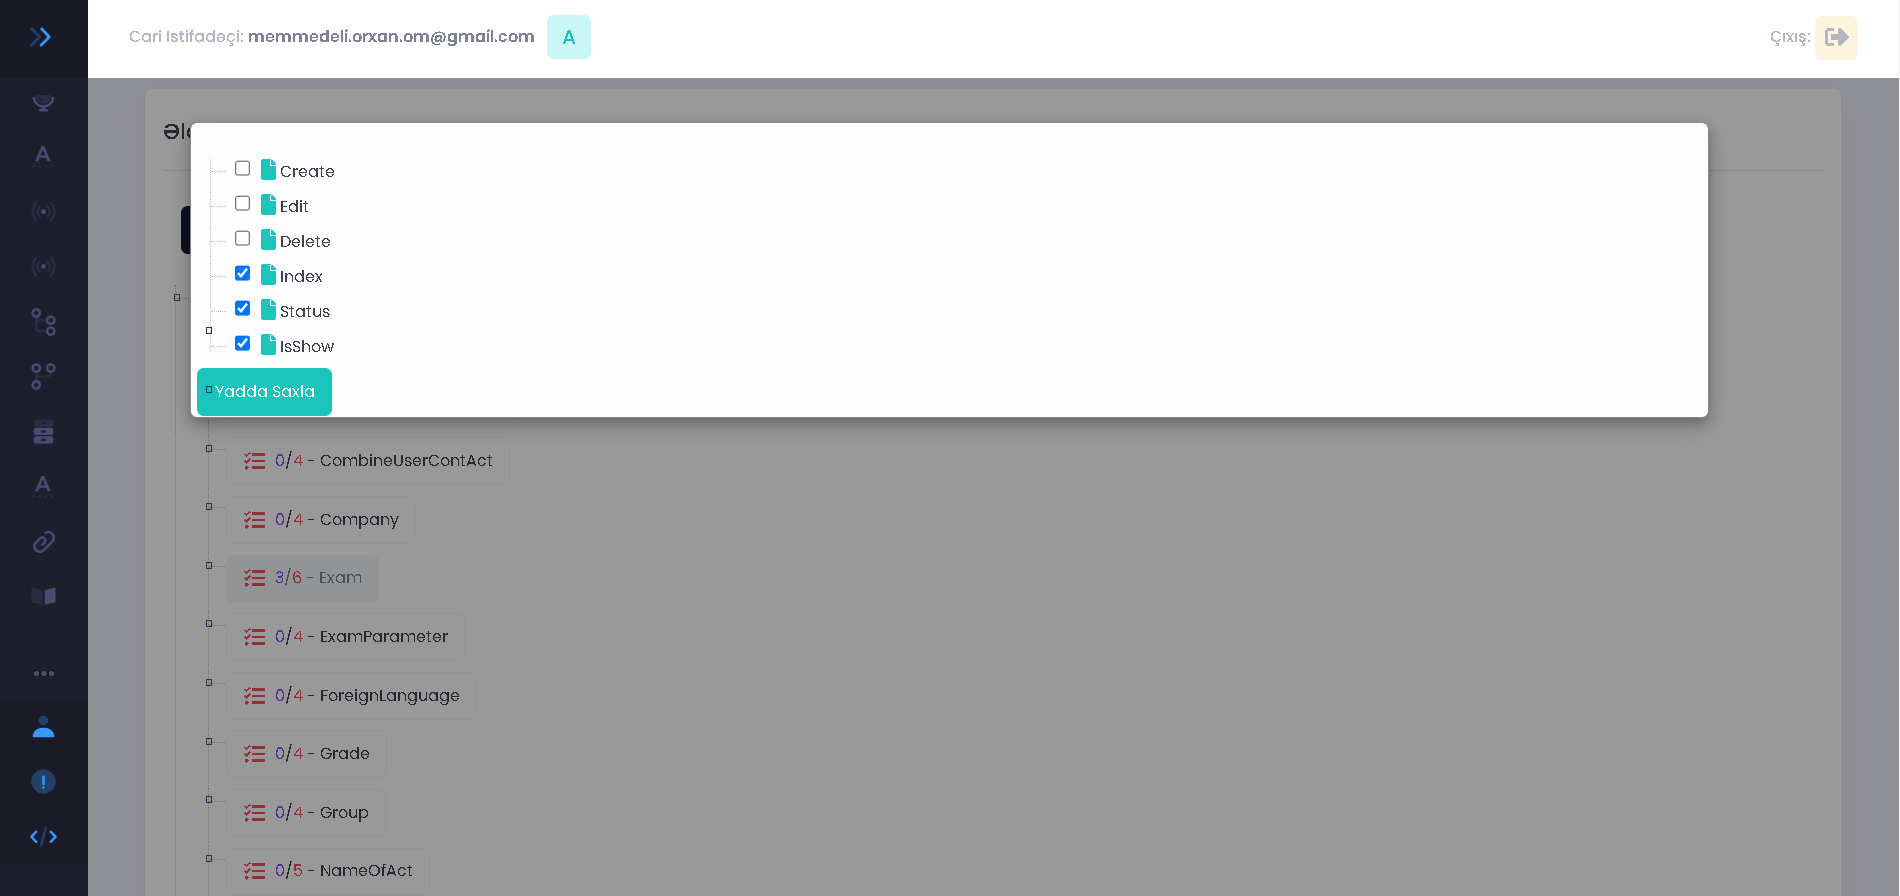 Cari Istifadəçi: memmedeli.orxan.om@gmail.com A
Çıxış:
Create
Edit
Delete
Index
Status
IsShow
Yadda Saxla
0/4 - CombineUserContAct
0/4 - Company
3/6 - Exam
0/4 - ExamParameter
0/4 - ForeignLanguage
0/4 - Grade
0/4 - Group
0/5 - NameOfAct